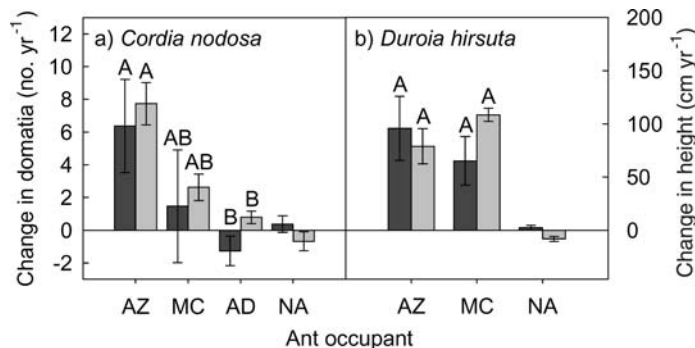 a) Cordia nodosa
b) Duroia hirsuta
Change in domatia (no. yr⁻¹)
12
10
8
6
4
2
0
-2
A A
AB AB
B B
A A
A A
200
150
100
50
0
Change in height (cm yr⁻¹)
AZ MC AD NA
AZ MC NA
Ant occupant